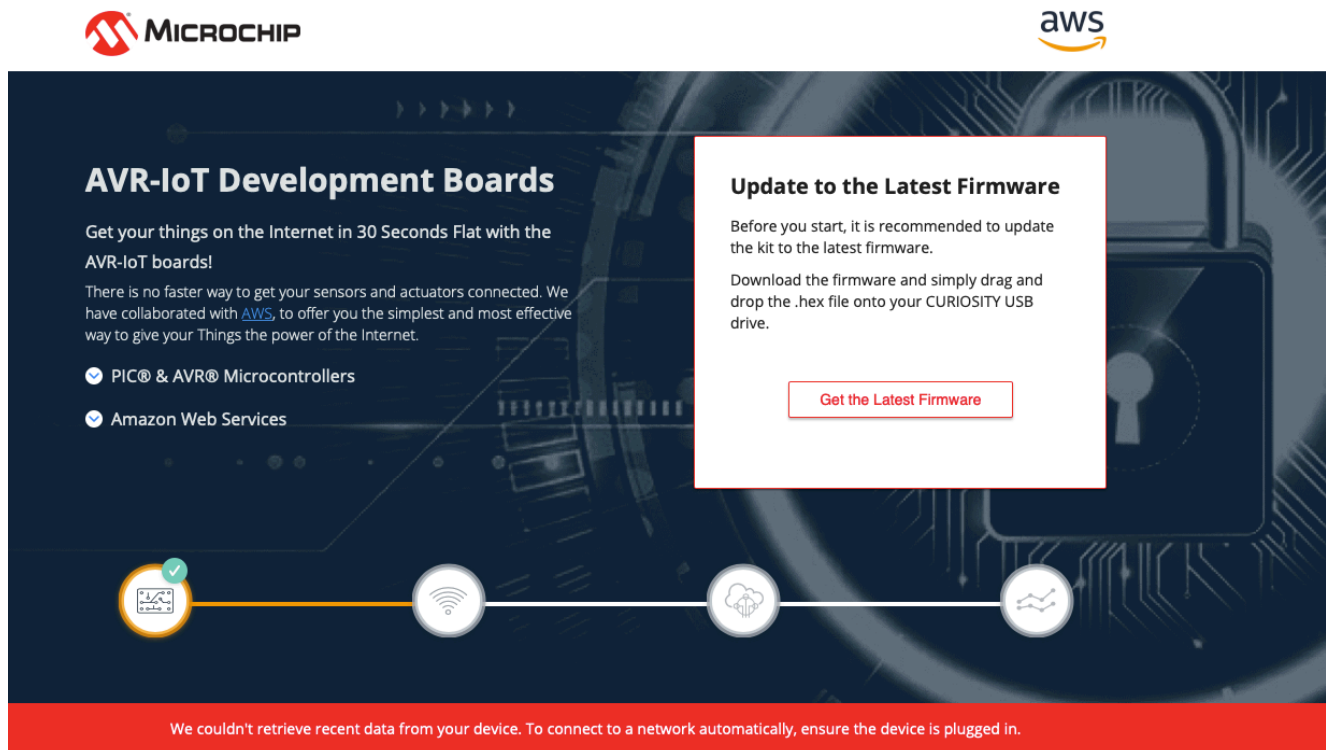 MICROCHIP
aws
AVR-IoT Development Boards
Get your things on the Internet in 30 Seconds Flat with the
AVR-IoT boards!
There is no faster way to get your sensors and actuators connected. We
have collaborated with AWS, to offer you the simplest and most effective
way to give your Things the power of the Internet.
PIC® & AVR® Microcontrollers
Amazon Web Services
Update to the Latest Firmware
Before you start, it is recommended to update
the kit to the latest firmware.
Download the firmware and simply drag and
drop the .hex file onto your CURIOSITY USB
drive.
Get the Latest Firmware
We couldn't retrieve recent data from your device. To connect to a network automatically, ensure the device is plugged in.